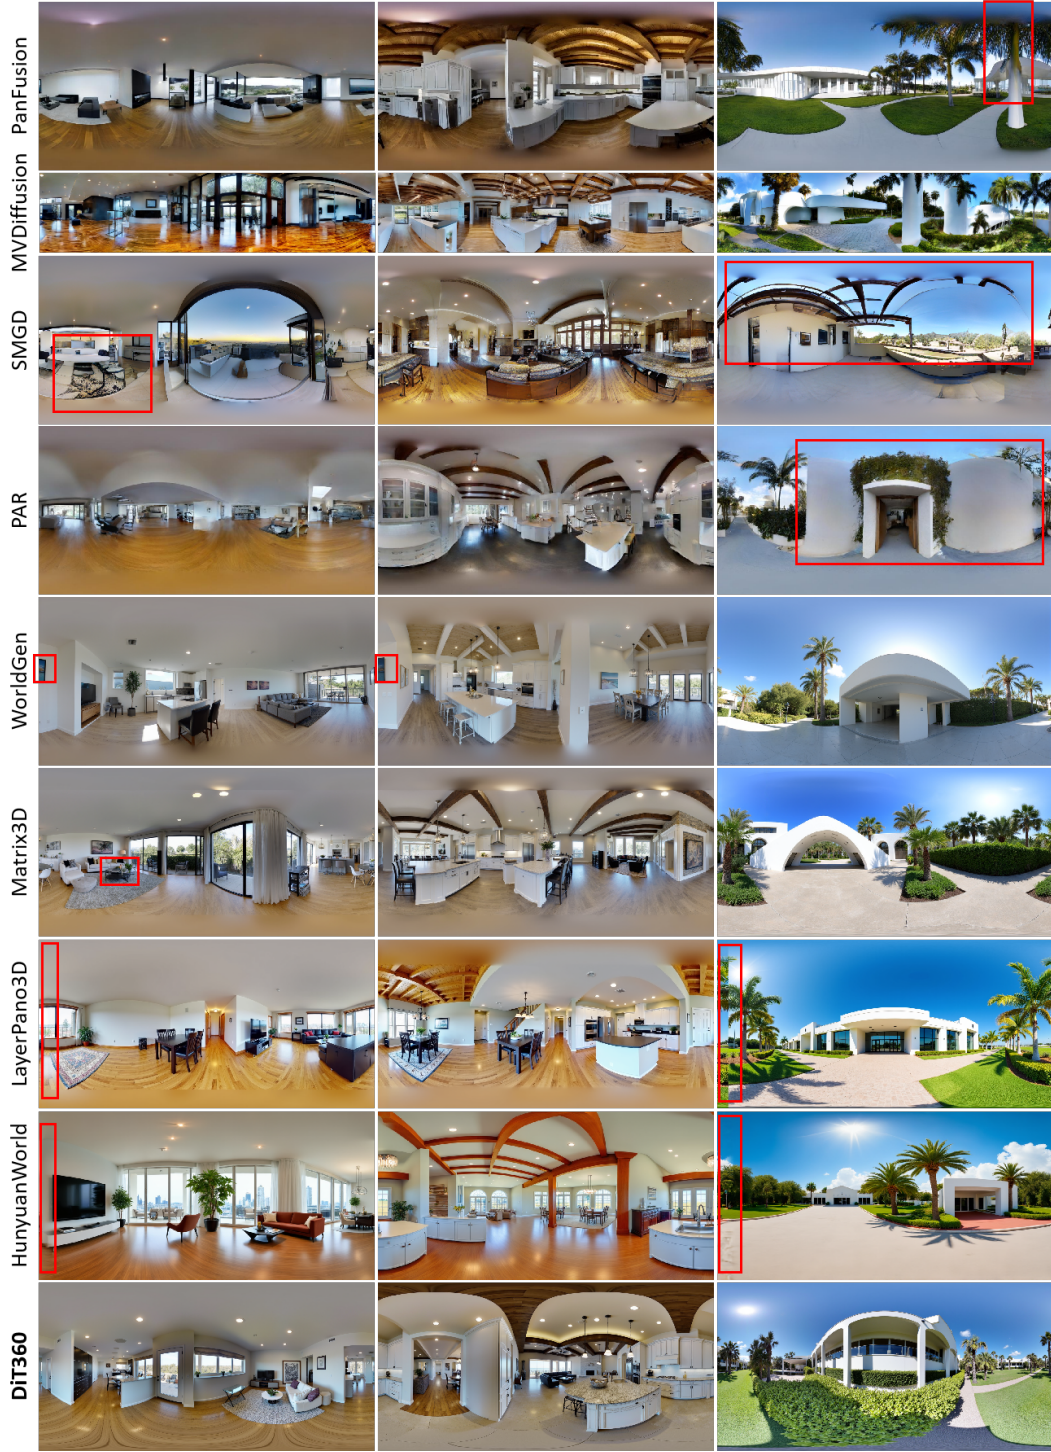 PanFusion
MVDiffusion
SMGD
PAR
WorldGen
Matrix3D
LayerPano3D
HunyuanWorld
DiT360